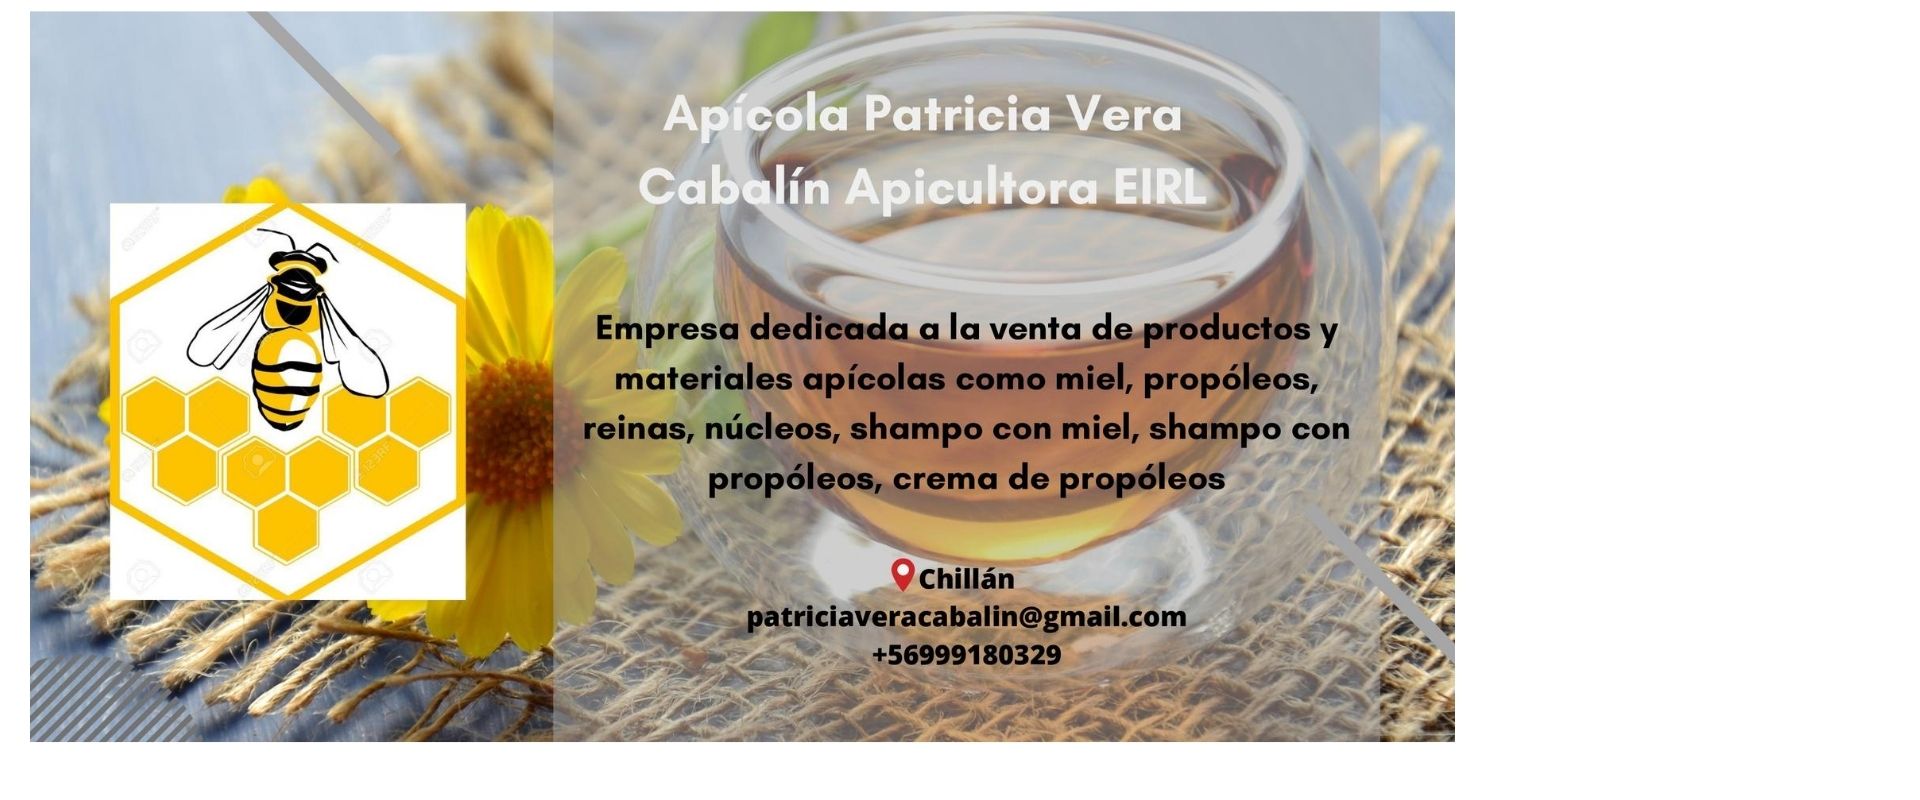 Apícola Patricia Vera
Cabalín Apicultora EIRL
Empresa dedicada a la venta de productos y
materiales apícolas como miel, propóleos,
reinas, núcleos, shampo con miel, shampo con
propóleos, crema de propóleos
Chillán
patriciaveracabalin@gmail.com
+56999180329